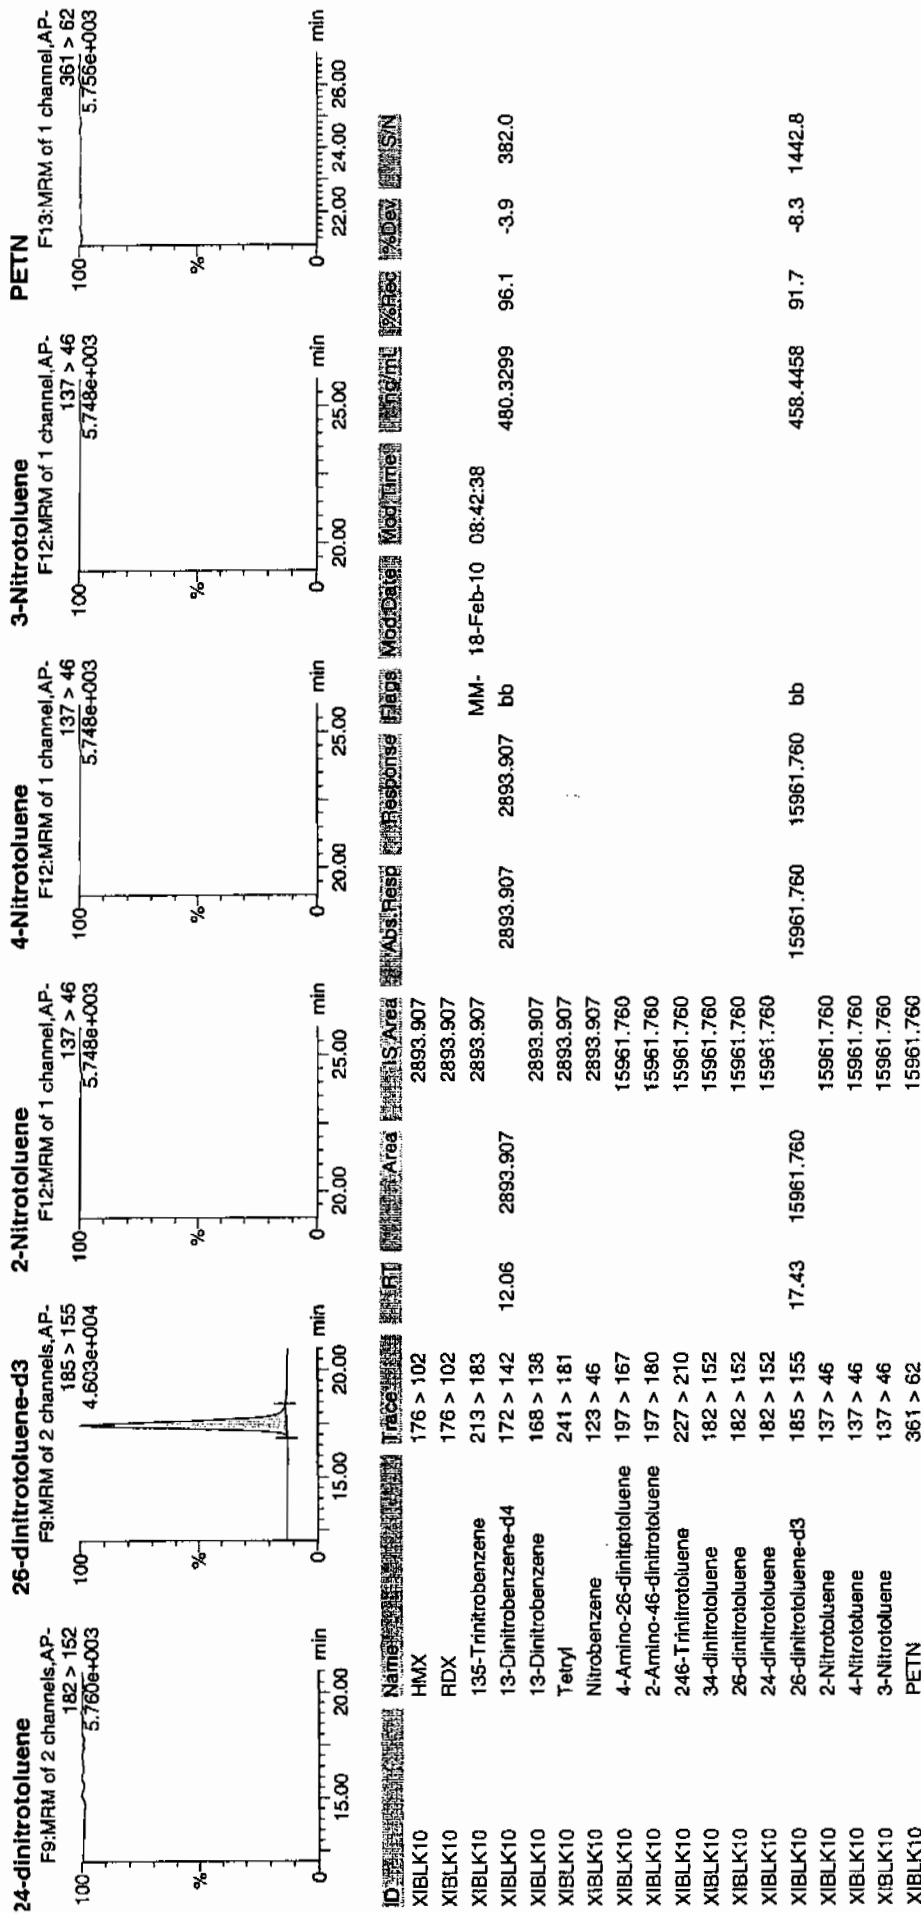 24-dinitrotoluene
F9:MRM of 2 channels,AP-
182 > 152
5.760e+003
100
%
0
15.00 20.00 min
26-dinitrotoluene-d3
F9:MRM of 2 channels,AP-
185 > 155
4.603e+004
100
%
0
15.00 20.00 min
2-Nitrotoluene
F12:MRM of 1 channel,AP-
137 > 46
5.748e+003
100
%
0
20.00 25.00 min
4-Nitrotoluene
F12:MRM of 1 channel,AP-
137 > 46
5.748e+003
100
%
0
20.00 25.00 min
3-Nitrotoluene
F12:MRM of 1 channel,AP-
137 > 46
5.748e+003
100
%
0
20.00 25.00 min
PETN
F13:MRM of 1 channel,AP-
361 > 62
5.756e+003
100
%
0
22.00 24.00 26.00 min
ID Name Trace RT Area IS Area Abs.Resp Response Flags Mod.Date Mod.Time ng/mL %Rec %Dev S/N
XIBLK10 HMX 176 > 102 2893.907
XIBLK10 RDX 176 > 102 2893.907
XIBLK10 135-Trinitrobenzene 213 > 183 2893.907 MM- 18-Feb-10 08:42:38
XIBLK10 13-Dinitrobenzene-d4 172 > 142 12.06 2893.907 2893.907 2893.907 bb 480.3299 96.1 -3.9 382.0
XIBLK10 13-Dinitrobenzene 168 > 138 2893.907
XIBLK10 Tetryl 241 > 181 2893.907
XIBLK10 Nitrobenzene 123 > 46 2893.907
XIBLK10 4-Amino-26-dinitrotoluene 197 > 167 15961.760
XIBLK10 2-Amino-46-dinitrotoluene 197 > 180 15961.760
XIBLK10 246-Trinitrotoluene 227 > 210 15961.760
XIBLK10 34-dinitrotoluene 182 > 152 15961.760
XIBLK10 26-dinitrotoluene 182 > 152 15961.760
XIBLK10 24-dinitrotoluene 182 > 152 15961.760
XIBLK10 26-dinitrotoluene-d3 185 > 155 17.43 15961.760 15961.760 15961.760 bb 458.4458 91.7 -8.3 1442.8
XIBLK10 2-Nitrotoluene 137 > 46 15961.760
XIBLK10 4-Nitrotoluene 137 > 46 15961.760
XIBLK10 3-Nitrotoluene 137 > 46 15961.760
XIBLK10 PETN 361 > 62 15961.760